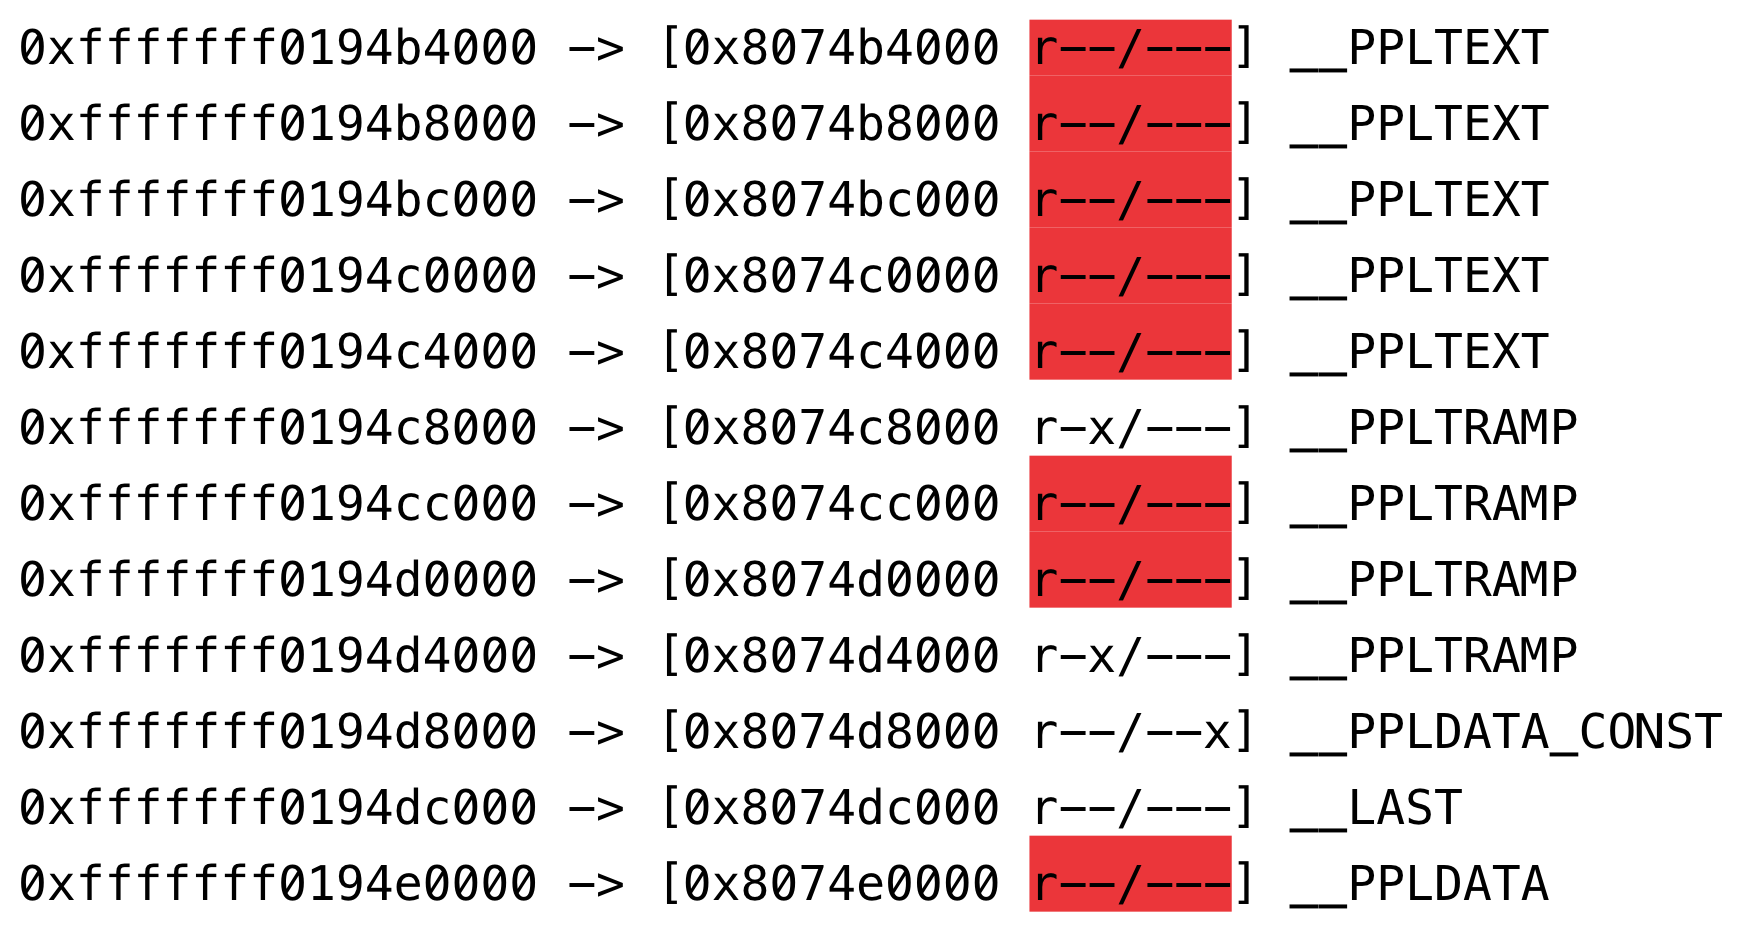 0xfffffff0194b4000 —> [0x8074b4000 r——/———] __PPLTEXT
0xfffffff0194b8000 —> [0x8074b8000 r——/———] __PPLTEXT
0xfffffff0194bc000 —> [0x8074bc000 r——/———] __PPLTEXT
0xfffffff0194c0000 —> [0x8074c0000 r——/———] __PPLTEXT
0xfffffff0194c4000 —> [0x8074c4000 r——/———] __PPLTEXT
0xfffffff0194c8000 —> [0x8074c8000 r—x/———] __PPLTRAMP
0xfffffff0194cc000 —> [0x8074cc000 r——/———] __PPLTRAMP
0xfffffff0194d0000 —> [0x8074d0000 r——/———] __PPLTRAMP
0xfffffff0194d4000 —> [0x8074d4000 r—x/———] __PPLTRAMP
0xfffffff0194d8000 —> [0x8074d8000 r——/——x] __PPLDATA_CONST
0xfffffff0194dc000 —> [0x8074dc000 r——/———] __LAST
0xfffffff0194e0000 —> [0x8074e0000 r——/———] __PPLDATA